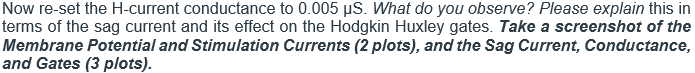 Now re-set the H-current conductance to 0.005 µS. What do you observe? Please explain this in
terms of the sag current and its effect on the Hodgkin Huxley gates. Take a screenshot of the
Membrane Potential and Stimulation Currents (2 plots), and the Sag Current, Conductance,
and Gates (3 plots).